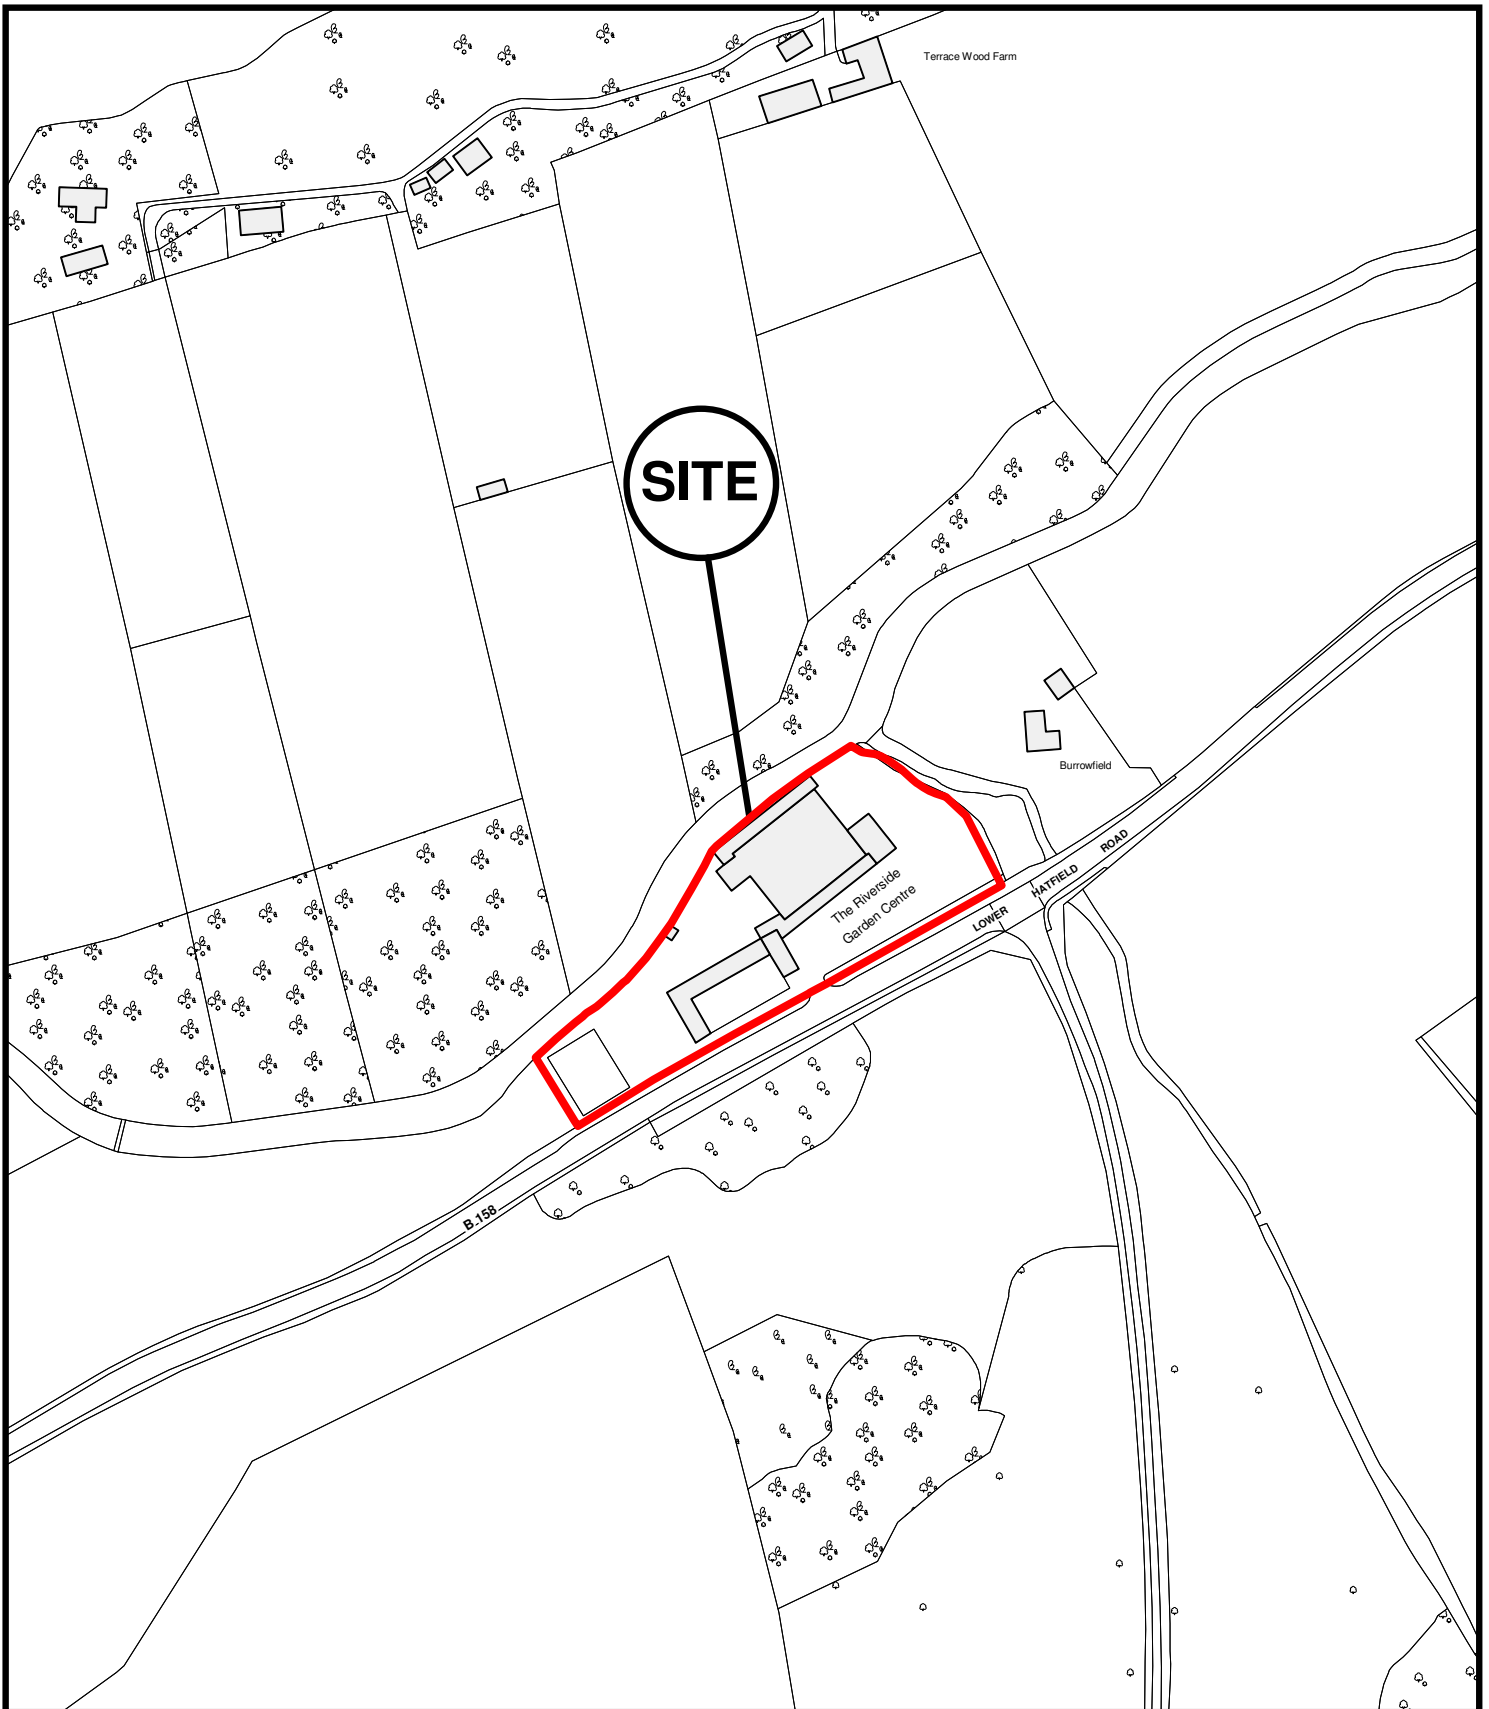 Terrace Wood Farm
SITE
Burrowfield
The Riverside
Garden Centre
LOWER HATFIELD ROAD
B.158